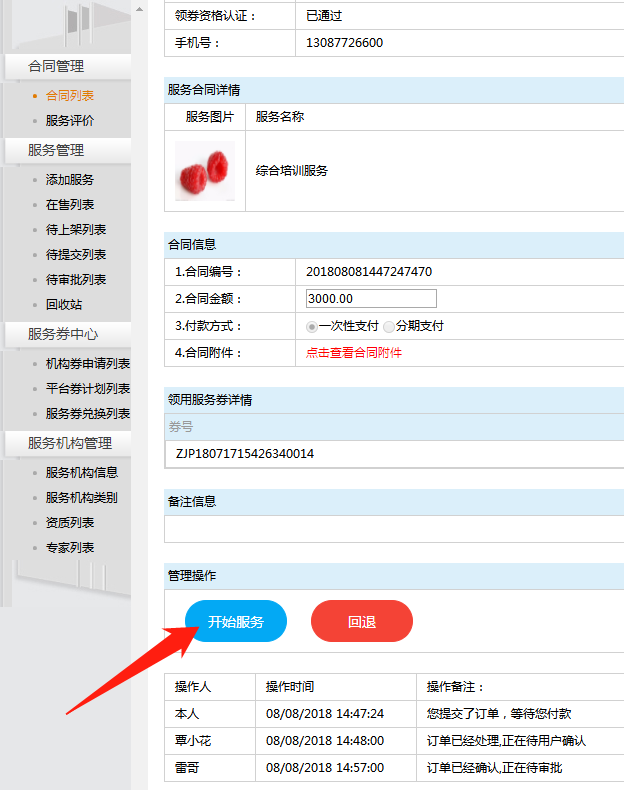 合同管理
合同列表
服务评价
服务管理
添加服务
在售列表
待上架列表
待提交列表
待审批列表
回收站
服务券中心
机构券申请列表
平台券计划列表
服务券兑换列表
服务机构管理
服务机构信息
服务机构类别
资质列表
专家列表
领券资格认证： 已通过
手机号： 13087726600
服务合同详情
服务图片 服务名称
综合培训服务
合同信息
1.合同编号： 201808081447247470
2.合同金额： 3000.00
3.付款方式： 一次性支付 分期支付
4.合同附件： 点击查看合同附件
领用服务券详情
券号
ZJP18071715426340014
备注信息
管理操作
开始服务 回退
操作人 操作时间 操作备注：
本人 08/08/2018 14:47:24 您提交了订单，等待您付款
覃小花 08/08/2018 14:48:00 订单已经处理,正在待用户确认
雷哥 08/08/2018 14:57:00 订单已经确认,正在待审批